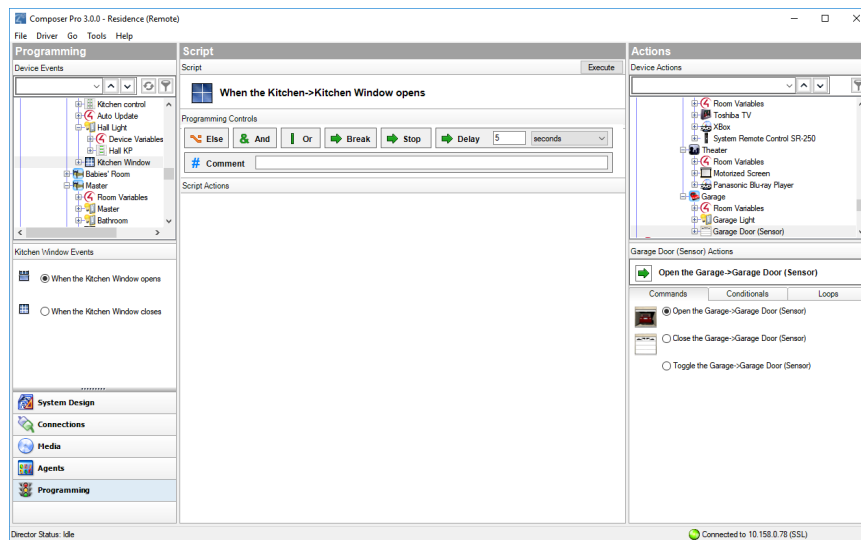 Composer Pro 3.0.0 - Residence (Remote)
File Driver Go Tools Help
Programming
Device Events
Kitchen control
Auto Update
Hall Light
Device Variables
Hall KP
Kitchen Window
Babies' Room
Master
Room Variables
Master
Bathroom
Kitchen Window Events
When the Kitchen Window opens
When the Kitchen Window closes
System Design
Connections
Media
Agents
Programming
Script
Script Execute
When the Kitchen->Kitchen Window opens
Programming Controls
Else & And Or Break Stop Delay 5 seconds
# Comment
Script Actions
Actions
Device Actions
Room Variables
Toshiba TV
XBox
System Remote Control SR-250
Theater
Room Variables
Motorized Screen
Panasonic Blu-ray Player
Garage
Room Variables
Garage Light
Garage Door (Sensor)
Garage Door (Sensor) Actions
Open the Garage->Garage Door (Sensor)
Commands Conditionals Loops
Open the Garage->Garage Door (Sensor)
Close the Garage->Garage Door (Sensor)
Toggle the Garage->Garage Door (Sensor)
Director Status: Idle
Connected to 10.158.0.78 (SSL)